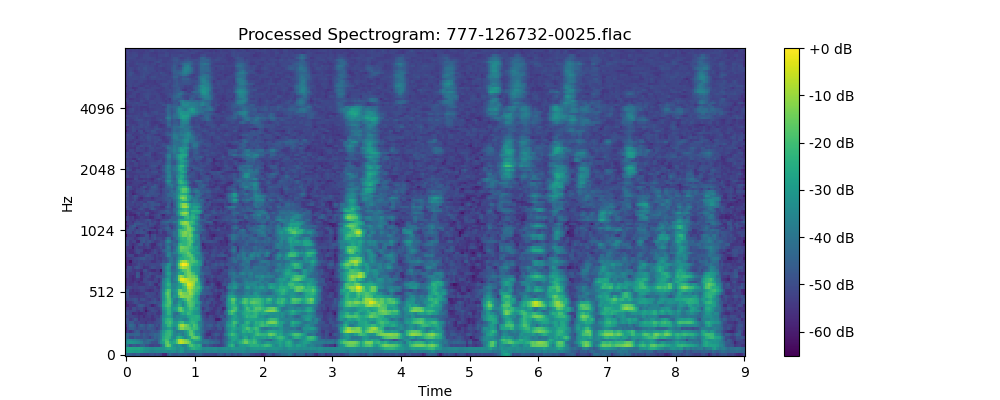 Processed Spectrogram: 777-126732-0025.flac
Hz
4096
2048
1024
512
0
0 1 2 3 4 5 6 7 8 9
Time
+0 dB
-10 dB
-20 dB
-30 dB
-40 dB
-50 dB
-60 dB